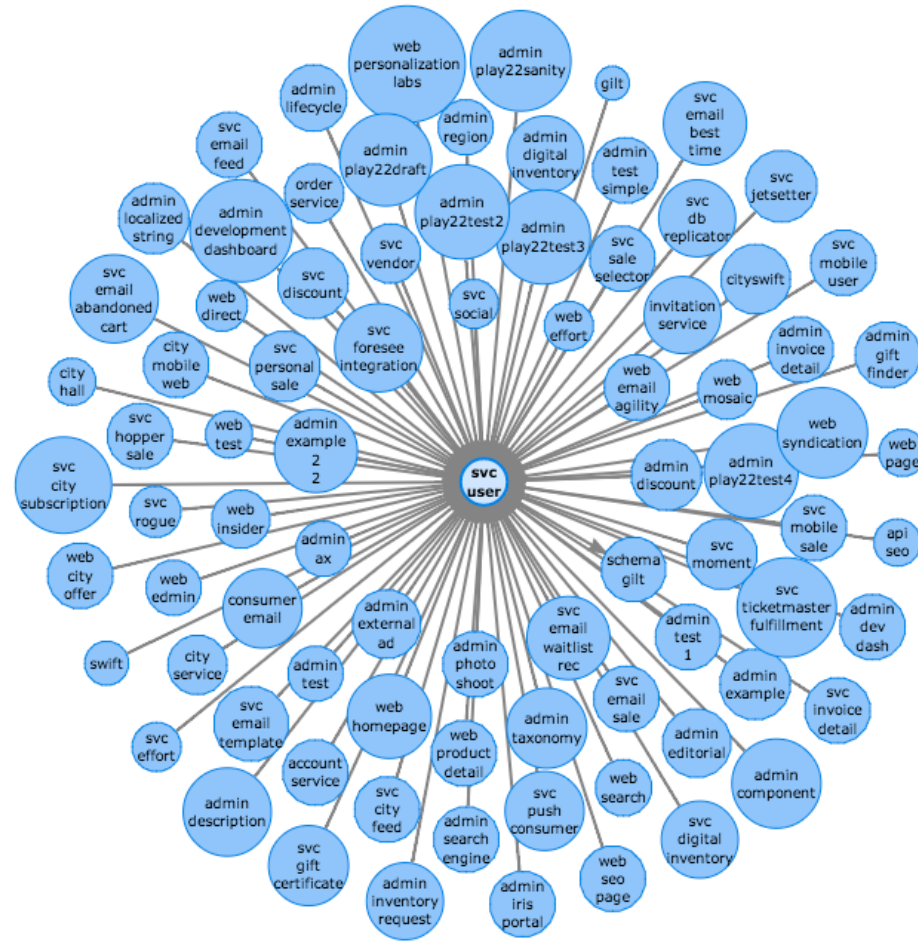 web
personalization
labs
admin
play22sanity
gilt
admin
lifecycle
svc
email
best
time
svc
email
feed
admin
region
admin
digital
inventory
admin
play22draft
admin
test
simple
order
service
svc
jetsetter
admin
localized
string
admin
development
dashboard
admin
play22test2
admin
play22test3
svc
db
replicator
svc
vendor
svc
sale
selector
svc
mobile
user
svc
discount
cityswift
svc
email
abandoned
cart
web
direct
svc
social
web
effort
invitation
service
svc
foresee
integration
admin
invoice
detail
admin
gift
finder
city
mobile
web
svc
personal
sale
web
email
agility
web
mosaic
city
hall
svc
hopper
sale
web
test
admin
example
2
2
web
syndication
web
page
admin
discount
admin
play22test4
svc
city
subscription
svc
user
svc
rogue
web
insider
svc
mobile
sale
api
seo
admin
ax
schema
gilt
svc
moment
web
city
offer
web
edmin
consumer
email
svc
ticketmaster
fulfillment
admin
dev
dash
admin
external
ad
svc
email
waitlist
rec
admin
test
1
swift
city
service
admin
test
admin
photo
shoot
admin
example
svc
invoice
detail
svc
effort
svc
email
template
web
homepage
web
product
detail
admin
taxonomy
svc
email
sale
admin
editorial
account
service
web
search
admin
component
admin
description
svc
city
feed
admin
search
engine
svc
push
consumer
svc
digital
inventory
svc
gift
certificate
admin
inventory
request
admin
iris
portal
web
seo
page